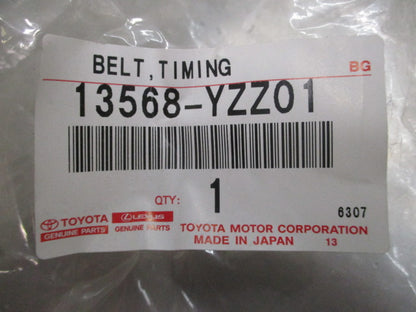 BELT, TIMING
BG
13568-YZZ01
QTY: 1
6307
TOYOTA LEXUS TOYOTA MOTOR CORPORATION
GENUINE PARTS GENUINE PARTS MADE IN JAPAN 13